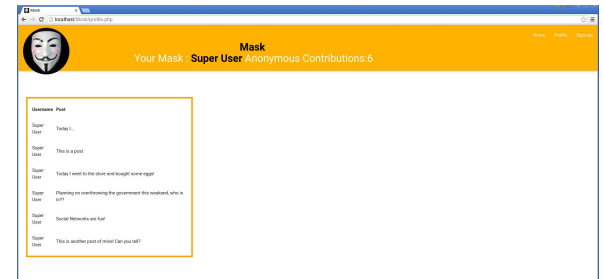 Mask
localhost/Mask/profile.php
Home Profile Sign out
Mask
Your Mask : Super User Anonymous Contributions:6
Username Post
Super User Today I...
Super User This is a post
Super User Today I went to the store and bought some eggs!
Super User Planning on overthrowing the government this weekend, who is in??
Super User Social Networks are fun!
Super User This is another post of mine! Can you tell?